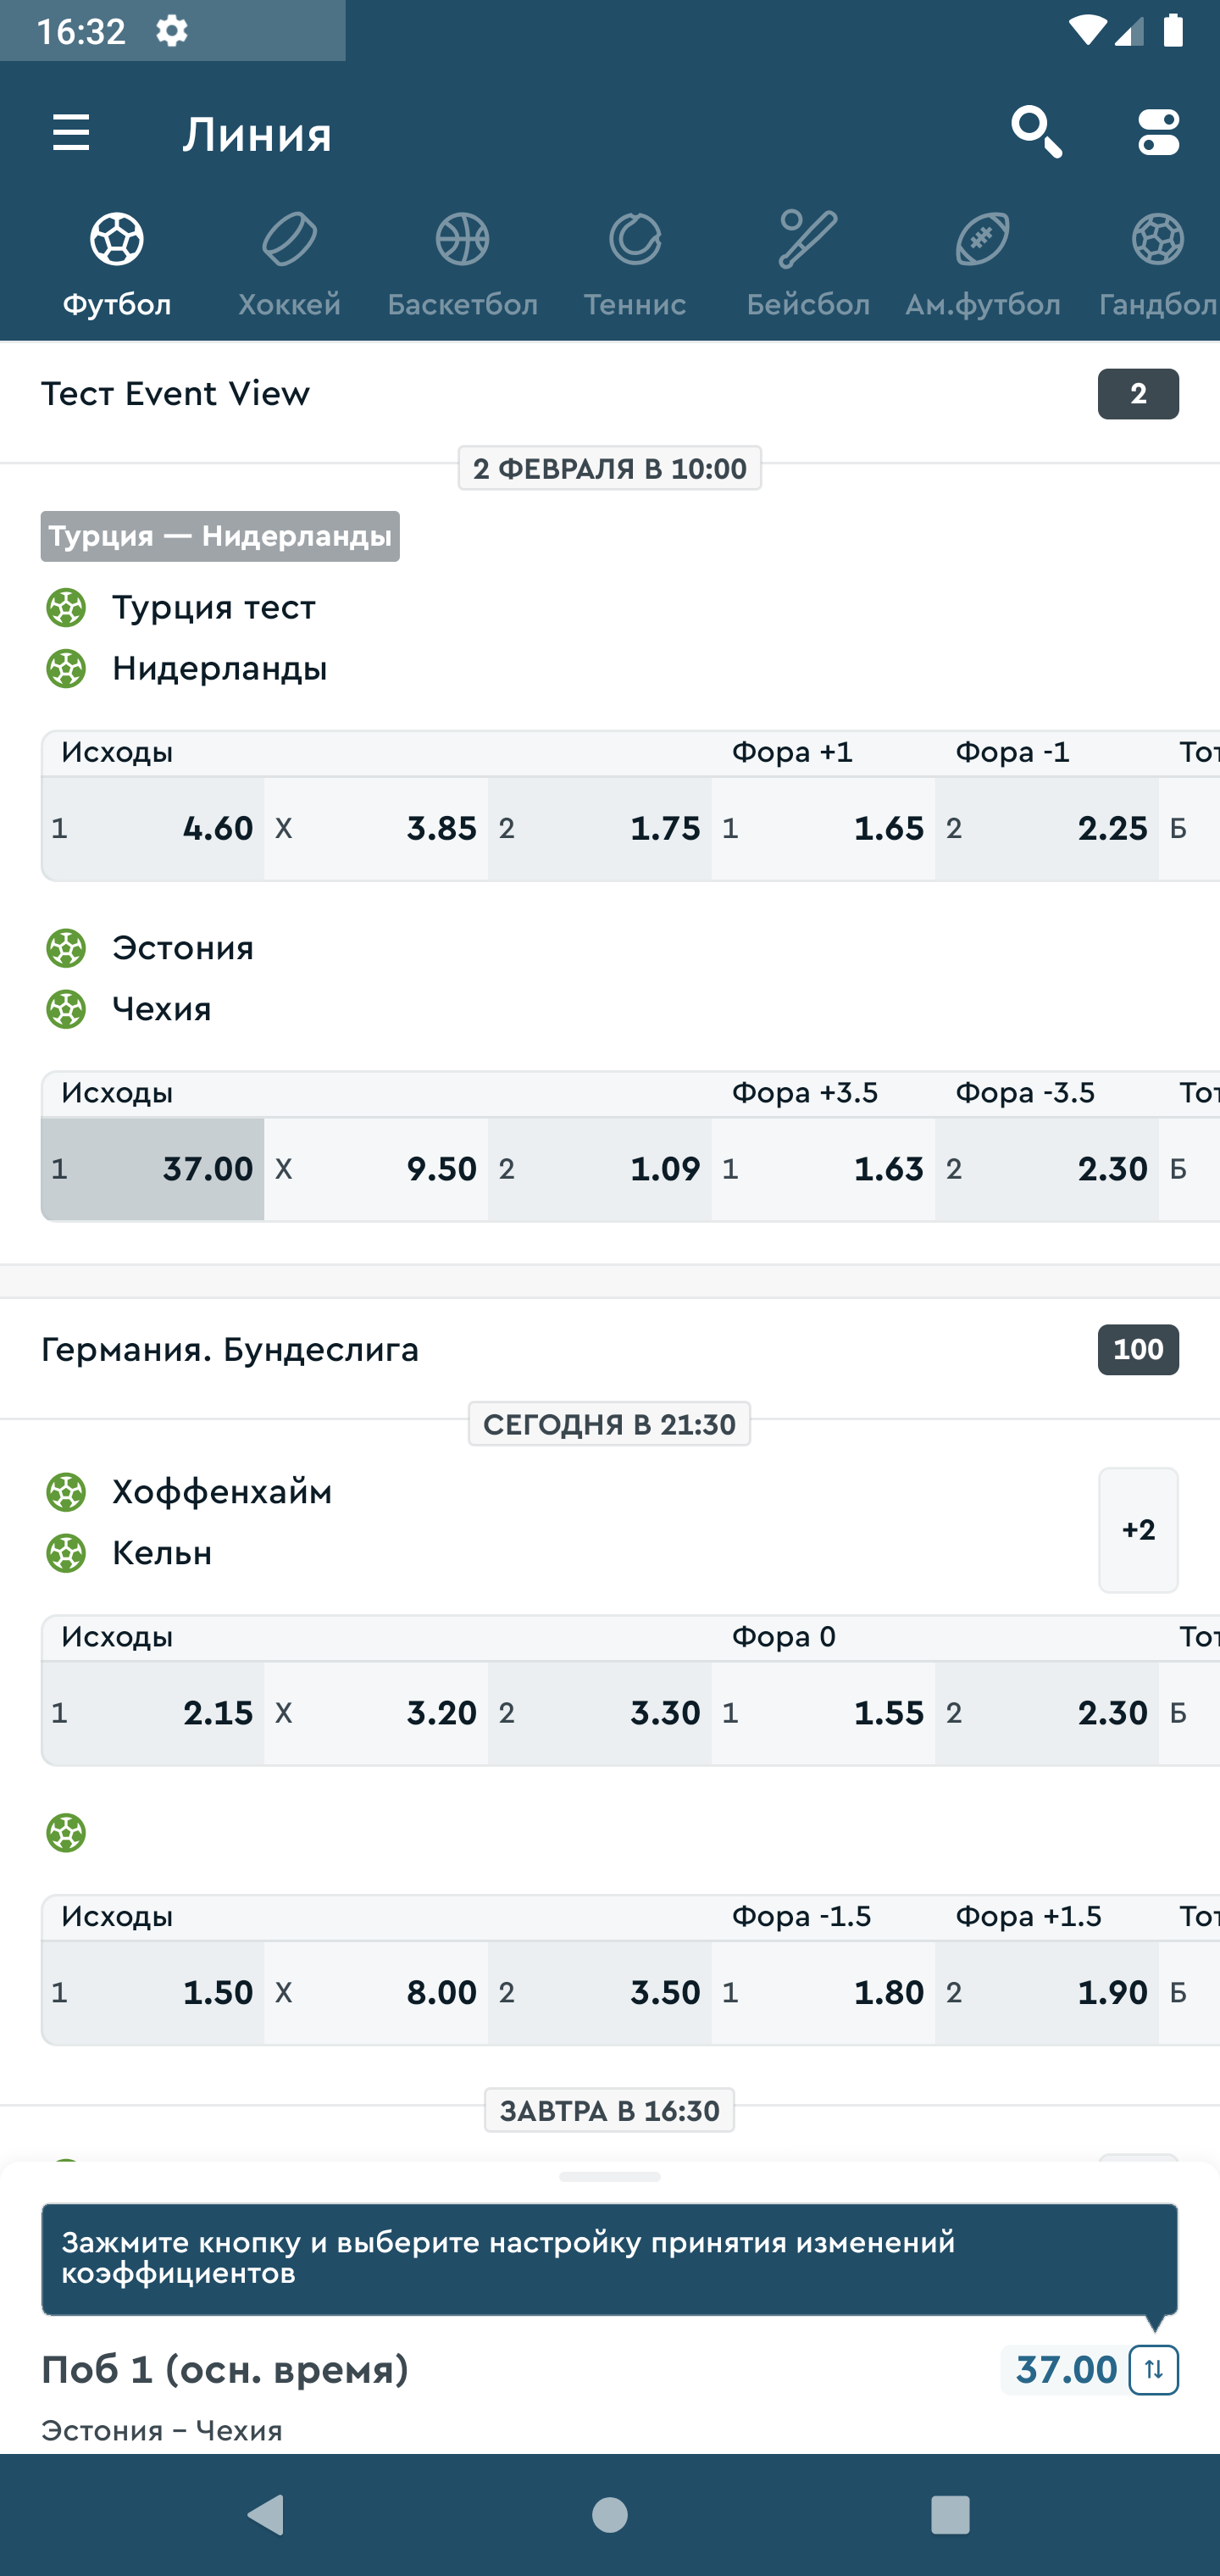 16:32
Линия
Футбол Хоккей Баскетбол Теннис Бейсбол Ам.футбол Гандбол
Тест Event View 2
2 ФЕВРАЛЯ В 10:00
Турция — Нидерланды
Турция тест
Нидерланды
Исходы Фора +1 Фора -1 Тот
1 4.60 X 3.85 2 1.75 1 1.65 2 2.25 Б
Эстония
Чехия
Исходы Фора +3.5 Фора -3.5 Тот
1 37.00 X 9.50 2 1.09 1 1.63 2 2.30 Б
Германия. Бундеслига 100
СЕГОДНЯ В 21:30
Хоффенхайм
+2
Кельн
Исходы Фора 0 Тот
1 2.15 X 3.20 2 3.30 1 1.55 2 2.30 Б
Исходы Фора -1.5 Фора +1.5 Тот
1 1.50 X 8.00 2 3.50 1 1.80 2 1.90 Б
ЗАВТРА В 16:30
Зажмите кнопку и выберите настройку принятия изменений
коэффициентов
Поб 1 (осн. время) 37.00
Эстония – Чехия